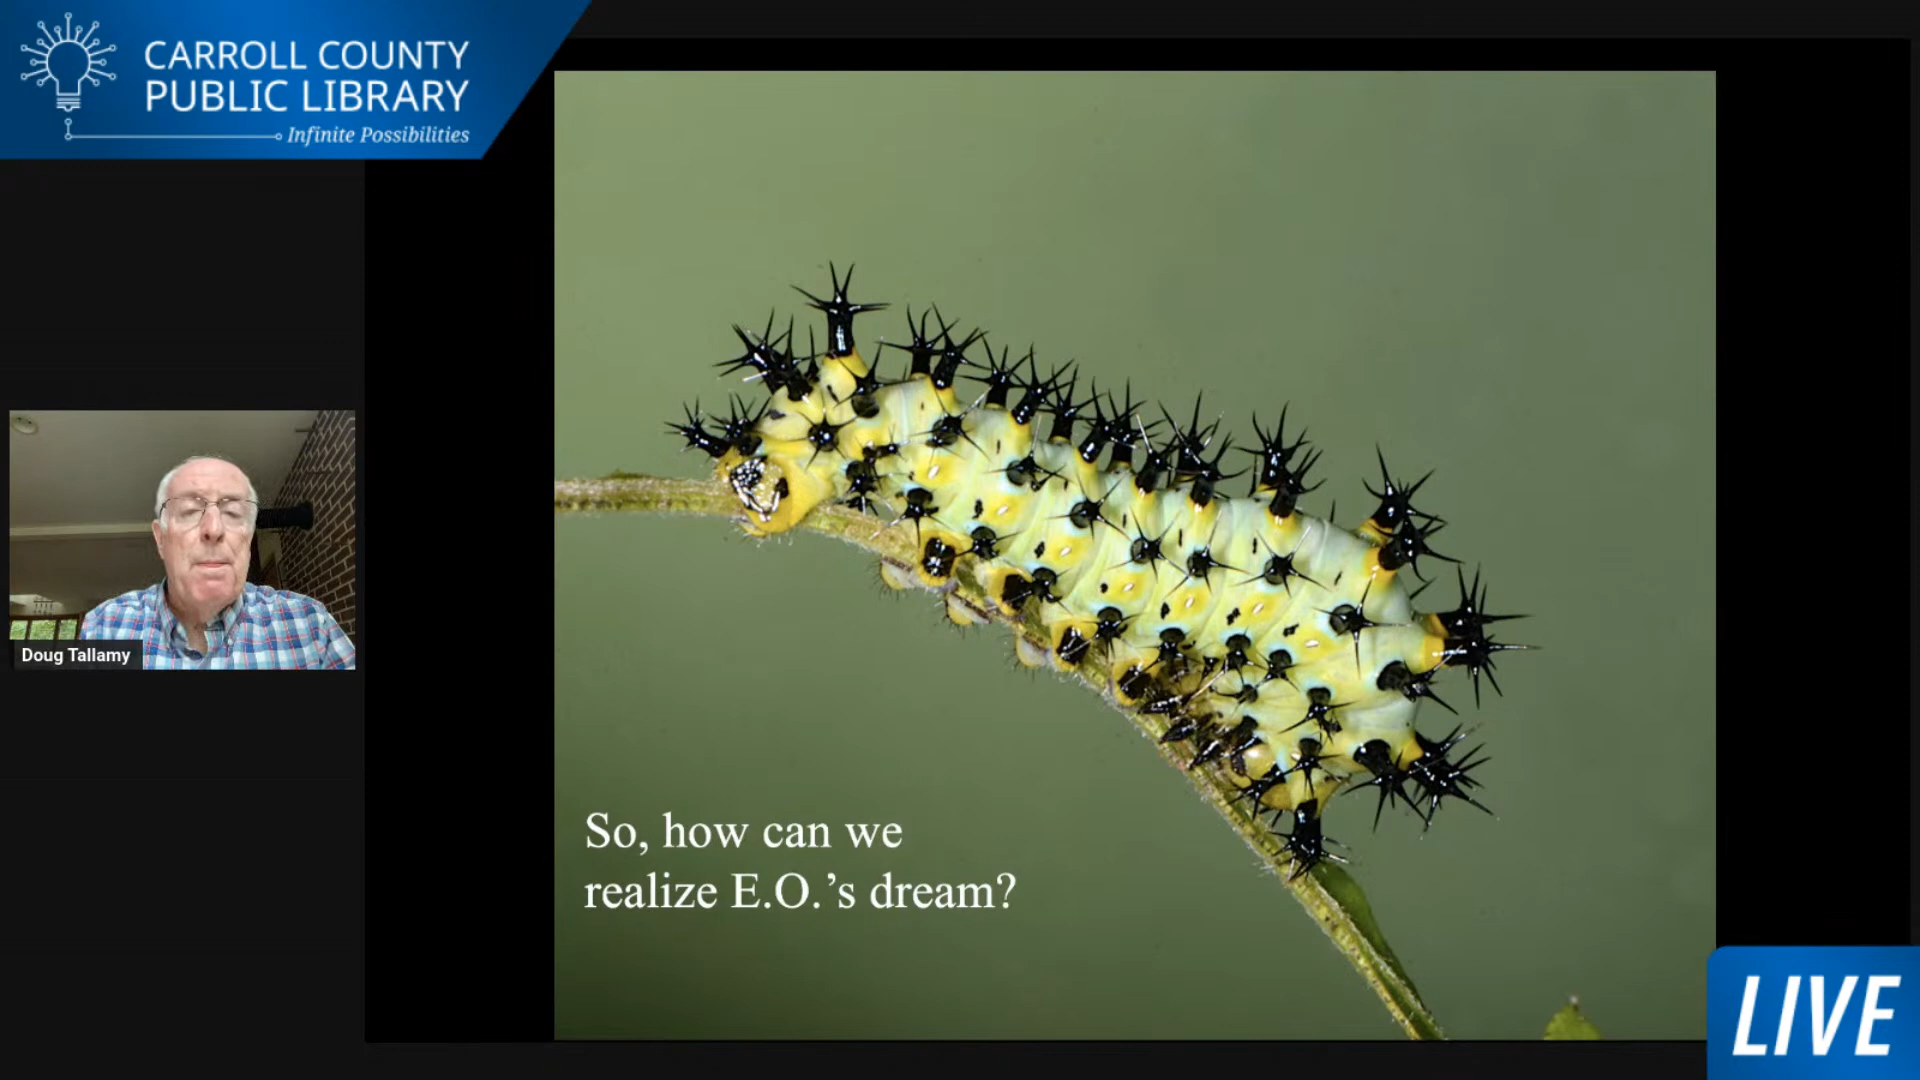 CARROLL COUNTY
PUBLIC LIBRARY
Infinite Possibilities
Doug Tallamy
So, how can we
realize E.O.’s dream?
LIVE